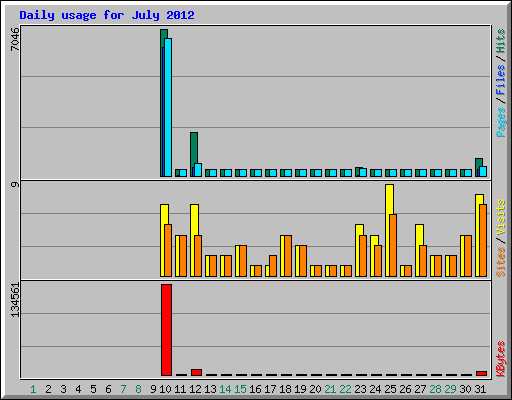 Daily usage for July 2012
7046
9
134561
Pages / Files / Hits
Sites / Visits
KBytes
1 2 3 4 5 6 7 8 9 10 11 12 13 14 15 16 17 18 19 20 21 22 23 24 25 26 27 28 29 30 31